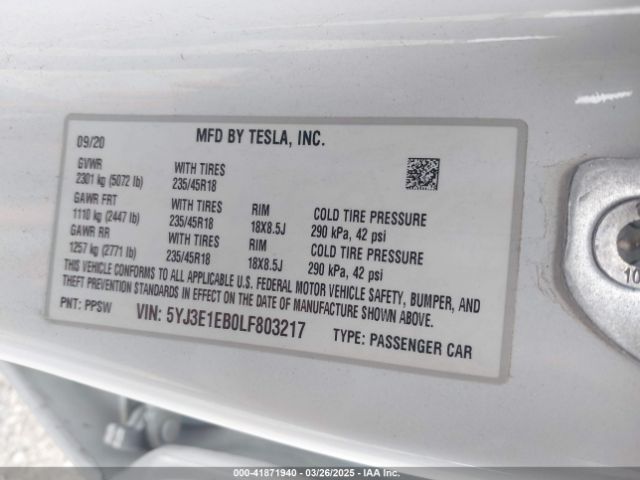 09/20 MFD BY TESLA, INC.
GVWR WITH TIRES
2301 kg (5072 lb) 235/45R18
GAWR FRT WITH TIRES RIM COLD TIRE PRESSURE
1110 kg (2447 lb) 235/45R18 18X8.5J 290 kPa, 42 psi
GAWR RR WITH TIRES RIM COLD TIRE PRESSURE
1257 kg (2771 lb) 235/45R18 18X8.5J 290 kPa, 42 psi
THIS VEHICLE CONFORMS TO ALL APPLICABLE U.S. FEDERAL MOTOR VEHICLE SAFETY, BUMPER, AND
THEFT PREVENTION STANDARDS IN EFFECT ON THE DATE OF MANUFACTURE SHOWN ABOVE.
PNT: PPSW VIN: 5YJ3E1EB0LF803217 TYPE: PASSENGER CAR
10
000-41871940 - 03/26/2025 - IAA Inc.